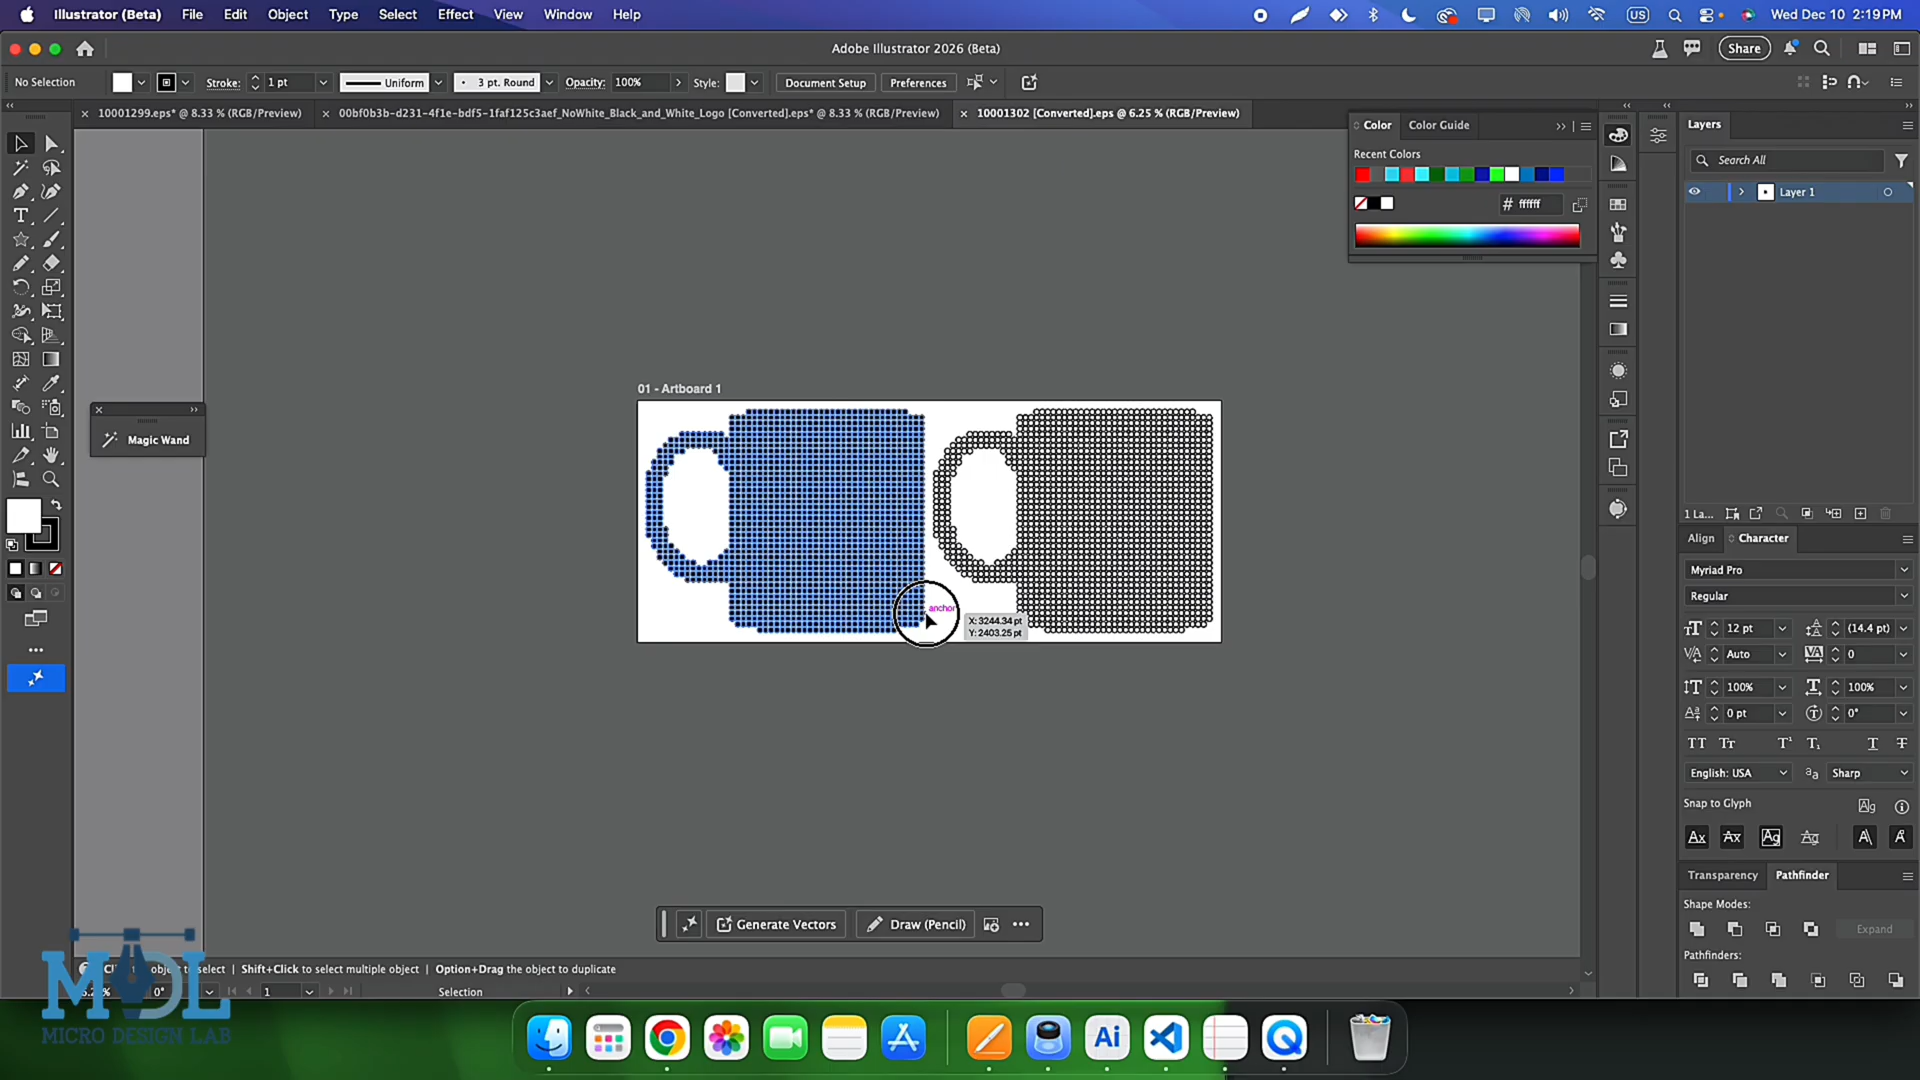 Illustrator (Beta) File Edit Object Type Select Effect View Window Help US Wed Dec 10 2:19 PM
Adobe Illustrator 2026 (Beta) Share
No Selection Stroke: 1 pt Uniform • 3 pt. Round Opacity: 100% Style: Document Setup Preferences
× 10001299.eps* @ 8.33 % (RGB/Preview) × 00bf0b3b-d231-4f1e-bdf5-1faf125c3aef_NoWhite_Black_and_White_Logo [Converted].eps* @ 8.33 % (RGB/Preview) × 10001302 [Converted].eps @ 6.25 % (RGB/Preview)
Color Color Guide
Recent Colors
# ffffff
Layers
Search All
Layer 1
01 - Artboard 1
Magic Wand
anchor
X: 3244.34 pt
Y: 2403.25 pt
1 La...
Align Character
Myriad Pro
Regular
12 pt (14.4 pt)
Auto 0
100% 100%
0 pt 0°
English: USA Sharp
Snap to Glyph
Transparency Pathfinder
Shape Modes:
Expand
Pathfinders:
Generate Vectors Draw (Pencil)
object to select | Shift+Click to select multiple object | Option+Drag the object to duplicate
0° 1 Selection
MDL
MICRO DESIGN LAB
Ai